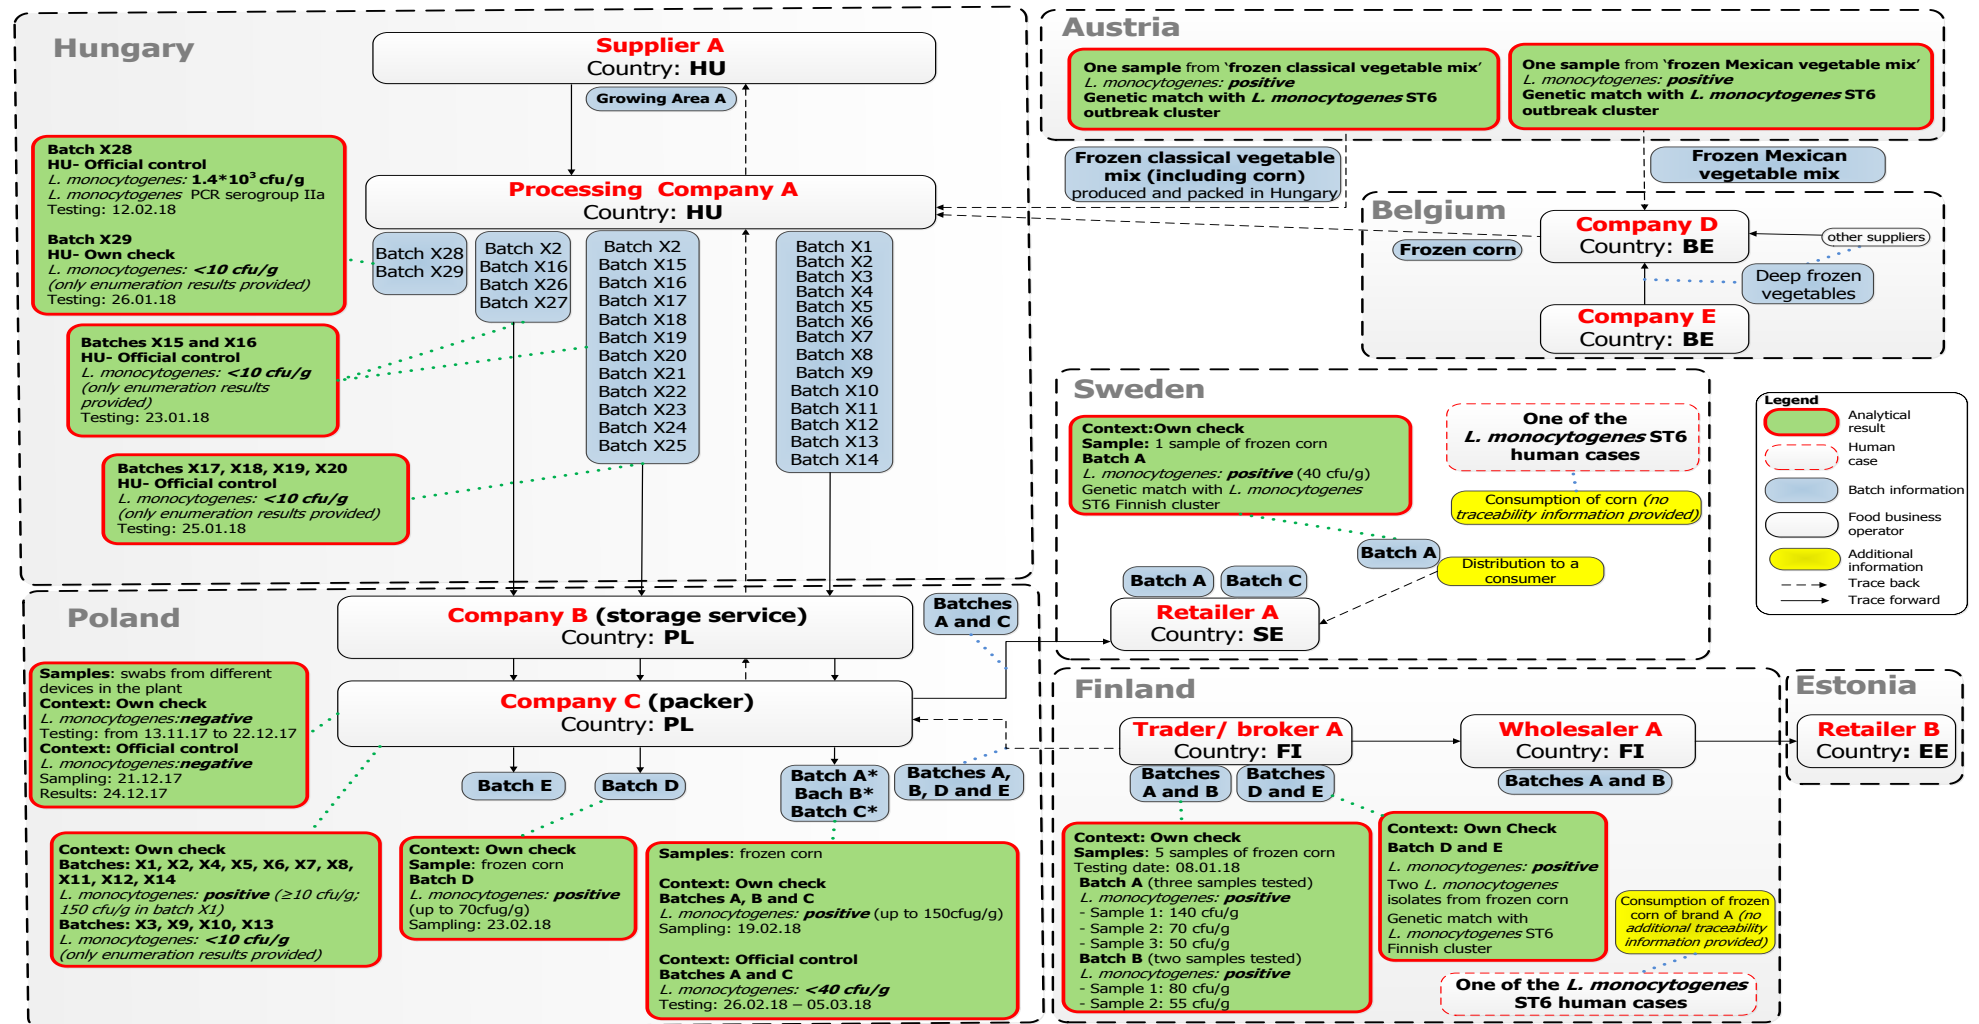 Hungary
Supplier A
Country: HU
Growing Area A
Processing Company A
Country: HU
Batch X28
HU- Official control
L. monocytogenes: 1.4*10³ cfu/g
L. monocytogenes PCR serogroup IIa
Testing: 12.02.18
Batch X29
HU- Own check
L. monocytogenes: <10 cfu/g
(only enumeration results provided)
Testing: 26.01.18
Batches X15 and X16
HU- Official control
L. monocytogenes: <10 cfu/g
(only enumeration results
provided)
Testing: 23.01.18
Batches X17, X18, X19, X20
HU- Official control
L. monocytogenes: <10 cfu/g
(only enumeration results provided)
Testing: 25.01.18
Batch X28
Batch X29
Batch X2
Batch X16
Batch X26
Batch X27
Batch X2
Batch X15
Batch X16
Batch X17
Batch X18
Batch X19
Batch X20
Batch X21
Batch X22
Batch X23
Batch X24
Batch X25
Batch X1
Batch X2
Batch X3
Batch X4
Batch X5
Batch X6
Batch X7
Batch X8
Batch X9
Batch X10
Batch X11
Batch X12
Batch X13
Batch X14
Austria
One sample from ‘frozen classical vegetable mix’
L. monocytogenes: positive
Genetic match with L. monocytogenes ST6
outbreak cluster
One sample from ‘frozen Mexican vegetable mix’
L. monocytogenes: positive
Genetic match with L. monocytogenes ST6
outbreak cluster
Frozen classical vegetable
mix (including corn)
produced and packed in Hungary
Frozen Mexican
vegetable mix
Belgium
Company D
Country: BE
other suppliers
Frozen corn
Deep frozen
vegetables
Company E
Country: BE
Sweden
Context:Own check
Sample: 1 sample of frozen corn
Batch A
L. monocytogenes: positive (40 cfu/g)
Genetic match with L. monocytogenes
ST6 Finnish cluster
One of the
L. monocytogenes ST6
human cases
Consumption of corn (no
traceability information provided)
Batch A
Distribution to a
consumer
Batch A
Batch C
Retailer A
Country: SE
Legend
Analytical
result
Human
case
Batch information
Food business
operator
Additional
information
Trace back
Trace forward
Poland
Company B (storage service)
Country: PL
Batches
A and C
Company C (packer)
Country: PL
Samples: swabs from different
devices in the plant
Context: Own check
L. monocytogenes:negative
Testing: from 13.11.17 to 22.12.17
Context: Official control
L. monocytogenes:negative
Sampling: 21.12.17
Results: 24.12.17
Batch E
Batch D
Batch A*
Bach B*
Batch C*
Batches A,
B, D and E
Context: Own check
Batches: X1, X2, X4, X5, X6, X7, X8,
X11, X12, X14
L. monocytogenes: positive (≥10 cfu/g;
150 cfu/g in batch X1)
Batches: X3, X9, X10, X13
L. monocytogenes: <10 cfu/g
(only enumeration results provided)
Context: Own check
Sample: frozen corn
Batch D
L. monocytogenes: positive
(up to 70cfug/g)
Sampling: 23.02.18
Samples: frozen corn
Context: Own check
Batches A, B and C
L. monocytogenes: positive (up to 150cfug/g)
Sampling: 19.02.18
Context: Official control
Batches A and C
L. monocytogenes: <40 cfu/g
Testing: 26.02.18 – 05.03.18
Finland
Trader/ broker A
Country: FI
Wholesaler A
Country: FI
Batches
A and B
Batches
D and E
Batches A and B
Context: Own check
Samples: 5 samples of frozen corn
Testing date: 08.01.18
Batch A (three samples tested)
L. monocytogenes: positive
- Sample 1: 140 cfu/g
- Sample 2: 70 cfu/g
- Sample 3: 50 cfu/g
Batch B (two samples tested)
L. monocytogenes: positive
- Sample 1: 80 cfu/g
- Sample 2: 55 cfu/g
Context: Own Check
Batch D and E
L. monocytogenes: positive
Two L. monocytogenes
isolates from frozen corn
Genetic match with
L. monocytogenes ST6
Finnish cluster
Consumption of frozen
corn of brand A (no
additional traceability
information provided)
One of the L. monocytogenes
ST6 human cases
Estonia
Retailer B
Country: EE